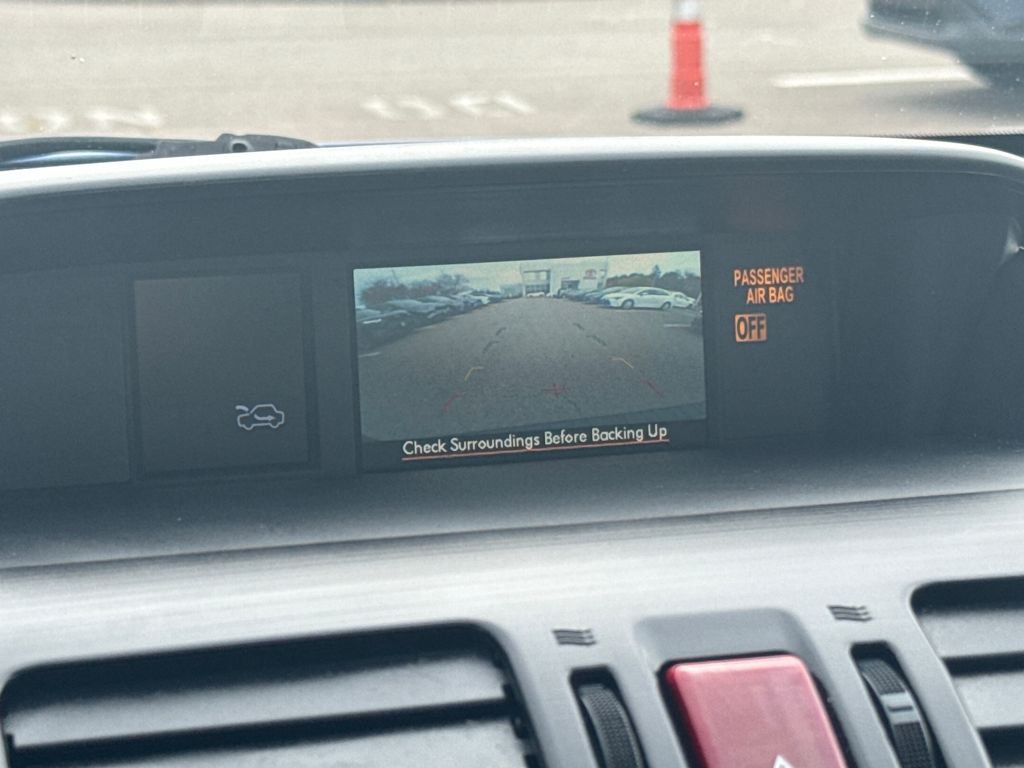 PASSENGER
AIR BAG
OFF
Check Surroundings Before Backing Up